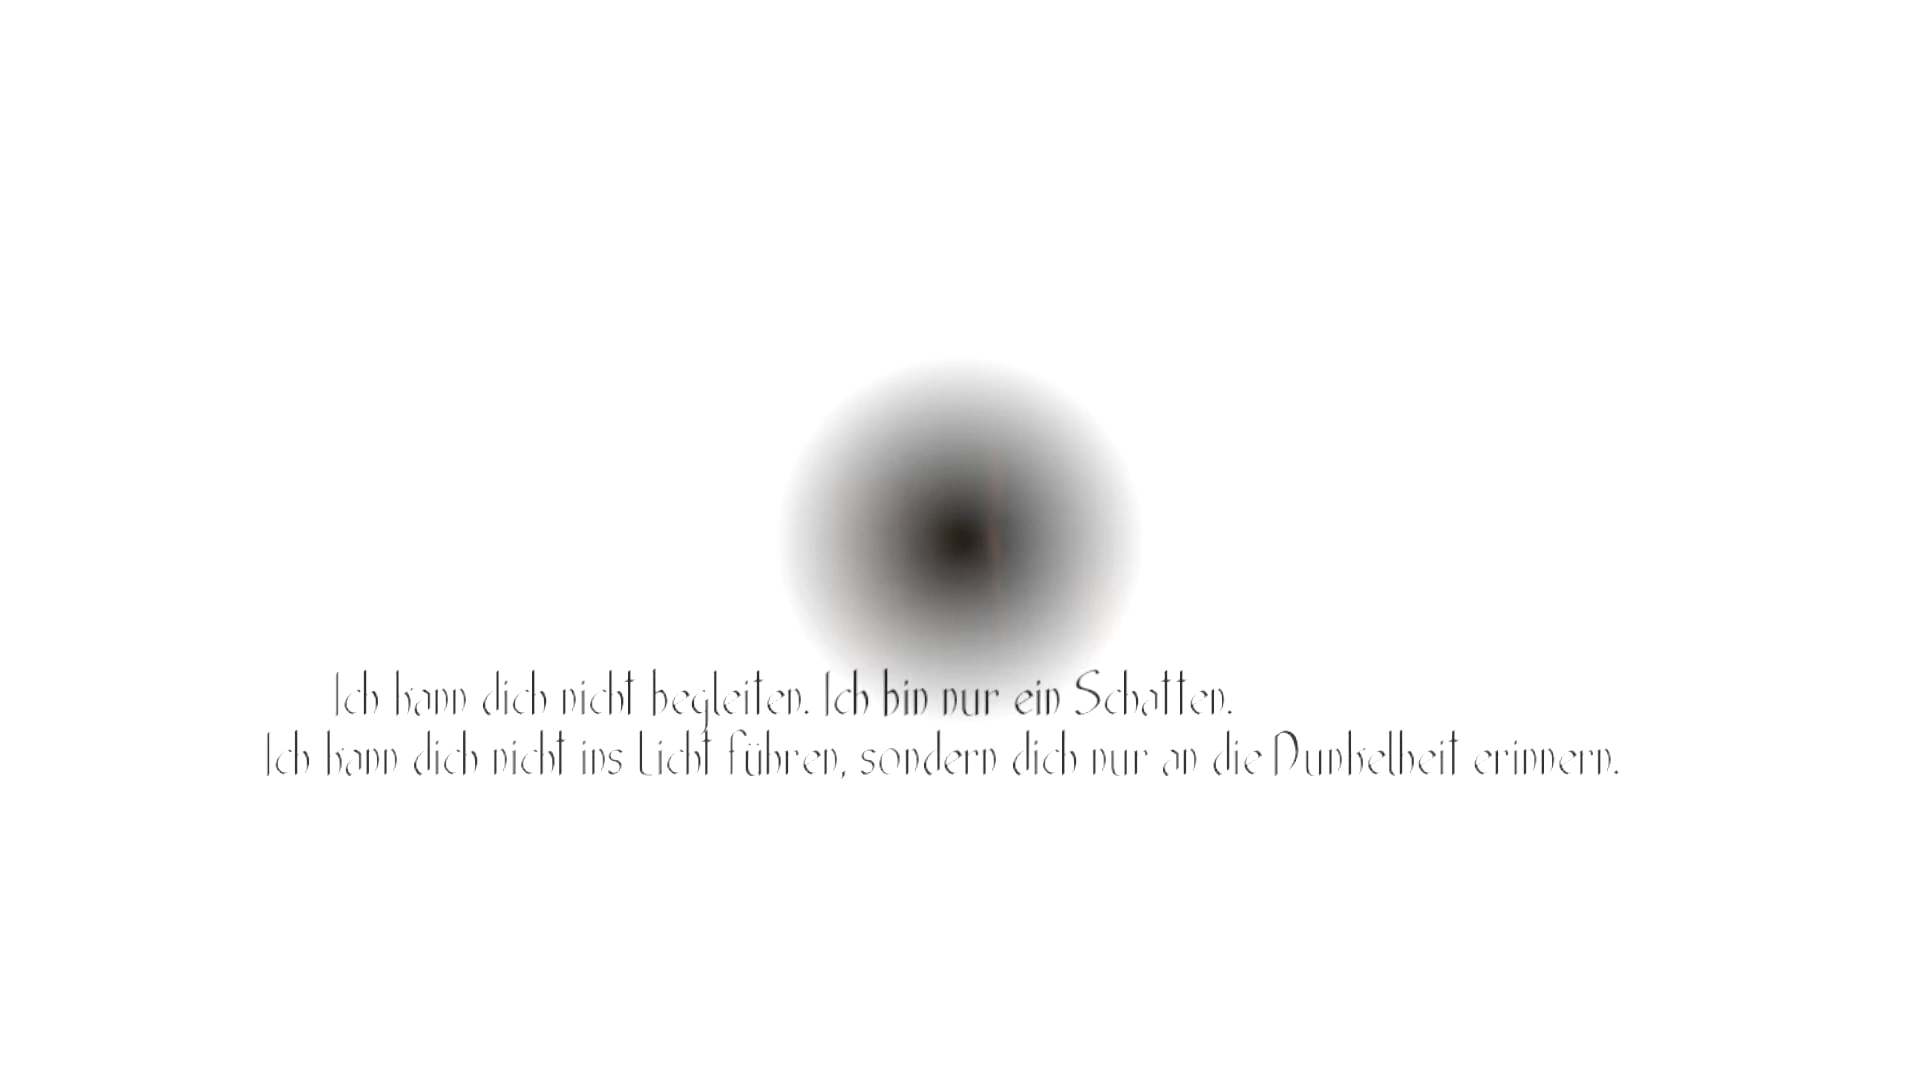 Ich kann dich nicht begleiten. Ich bin nur ein Schatten.
Ich kann dich nicht ins Licht führen, sondern dich nur an die Dunkelheit erinnern.